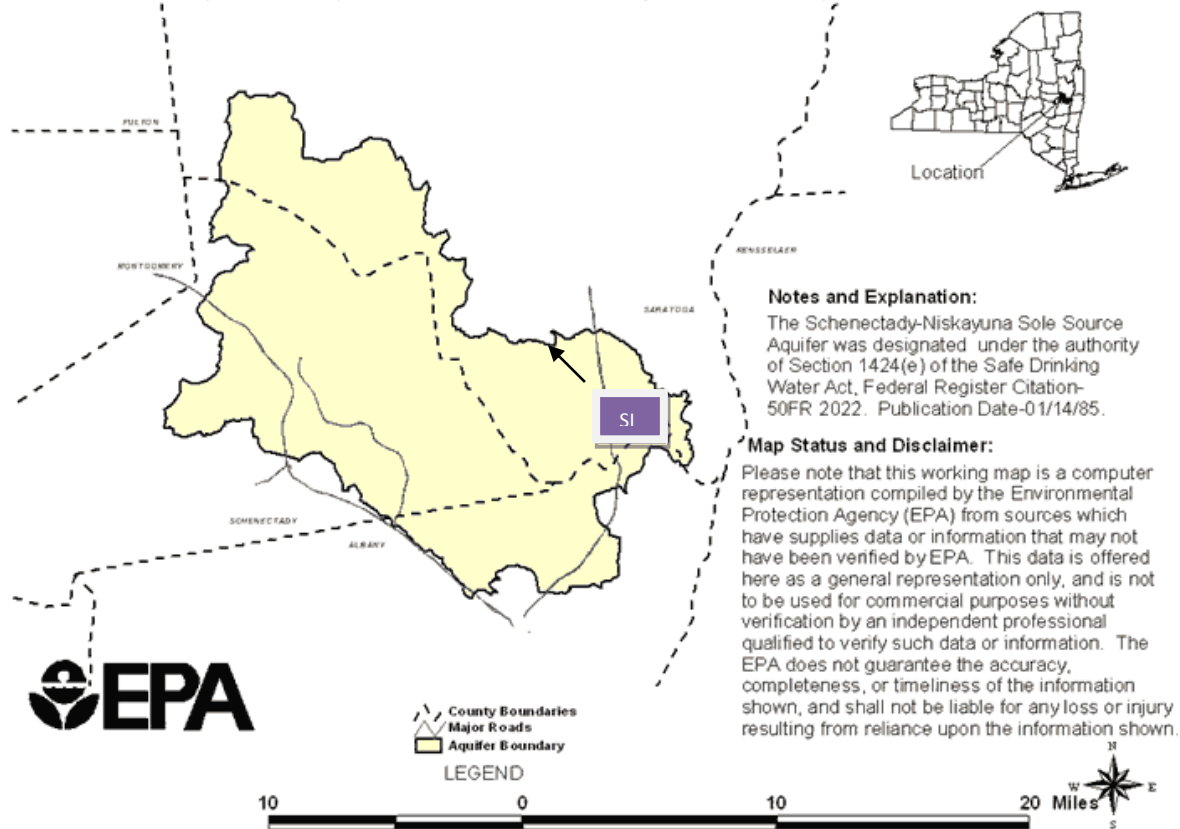 FULTON
Location
MONTGOMERY
RENSSELAER
SARATOGA
Notes and Explanation:
The Schenectady-Niskayuna Sole Source
Aquifer was designated under the authority
of Section 1424(e) of the Safe Drinking
Water Act, Federal Register Citation-
50FR 2022. Publication Date-01/14/85.
SI
Map Status and Disclaimer:
Please note that this working map is a computer
representation compiled by the Environmental
Protection Agency (EPA) from sources which
have supplies data or information that may not
have been verified by EPA. This data is offered
here as a general representation only, and is not
to be used for commercial purposes without
verification by an independent professional
qualified to verify such data or information. The
EPA does not guarantee the accuracy,
completeness, or timeliness of the information
shown, and shall not be liable for any loss or injury
resulting from reliance upon the information shown.
SCHENECTADY
ALBANY
EPA
County Boundaries
Major Roads
Aquifer Boundary
LEGEND
N
W E
S
10 0 10 20 Miles